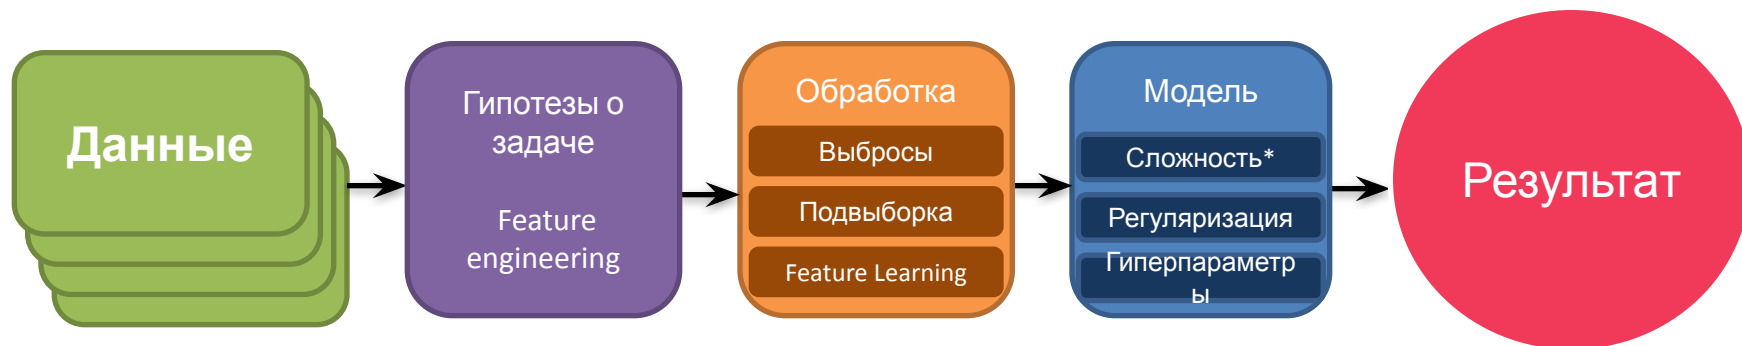 Данные
Гипотезы о
задаче
Feature
engineering
Обработка
Выбросы
Подвыборка
Feature Learning
Модель
Сложность*
Регуляризация
Гиперпараметр
ы
Результат